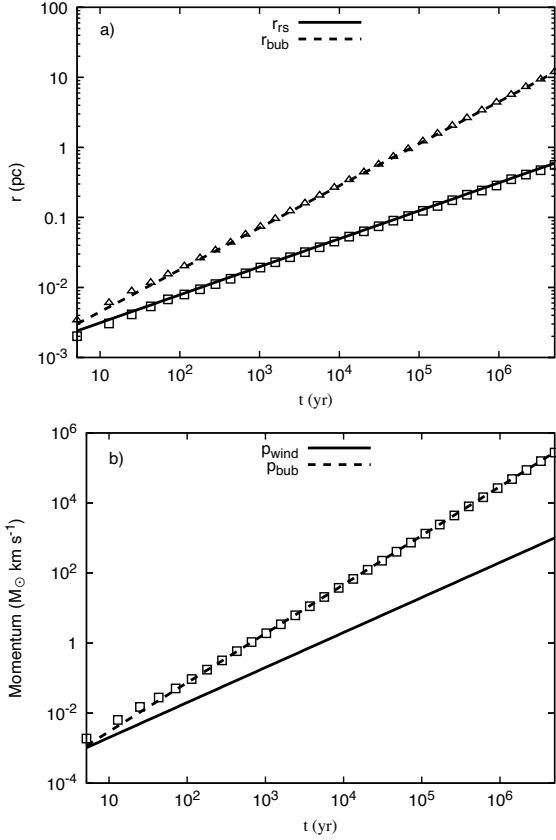 a)
r_rs
r_bub
r (pc)
100
10
1
0.1
10^-2
10^-3
10 10^2 10^3 10^4 10^5 10^6
t (yr)
b)
p_wind
p_bub
Momentum (M_⊙ km s^-1)
10^6
10^4
10^2
1
10^-2
10^-4
10 10^2 10^3 10^4 10^5 10^6
t (yr)